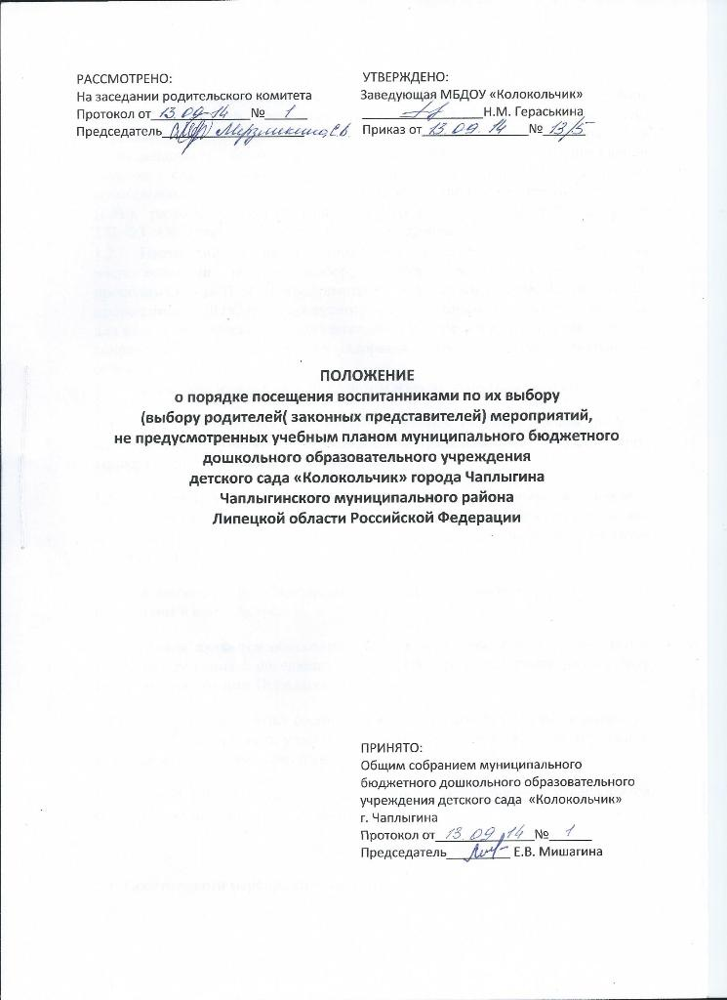 РАССМОТРЕНО:
На заседании родительского комитета
Протокол от 13.09.14 № 1
Председатель Мерзликина С.В.
УТВЕРЖДЕНО:
Заведующая МБДОУ «Колокольчик»
Н.М. Гераськина
Приказ от 13.09.14 № 13/5
ПОЛОЖЕНИЕ
о порядке посещения воспитанниками по их выбору
(выбору родителей( законных представителей) мероприятий,
не предусмотренных учебным планом муниципального бюджетного
дошкольного образовательного учреждения
детского сада «Колокольчик» города Чаплыгина
Чаплыгинского муниципального района
Липецкой области Российской Федерации
ПРИНЯТО:
Общим собранием муниципального
бюджетного дошкольного образовательного
учреждения детского сада «Колокольчик»
г. Чаплыгина
Протокол от 13.09.14 № 1
Председатель Е.В. Мишагина